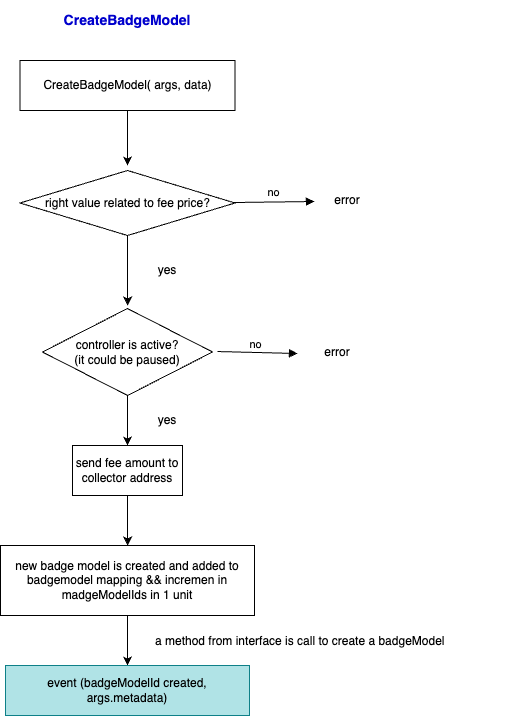 CreateBadgeModel
CreateBadgeModel( args, data)
right value related to fee price?
no
error
yes
controller is active?
(it could be paused)
no
error
yes
send fee amount to
collector address
new badge model is created and added to
badgemodel mapping && incremen in
madgeModelIds in 1 unit
a method from interface is call to create a badgeModel
event (badgeModelId created,
args.metadata)